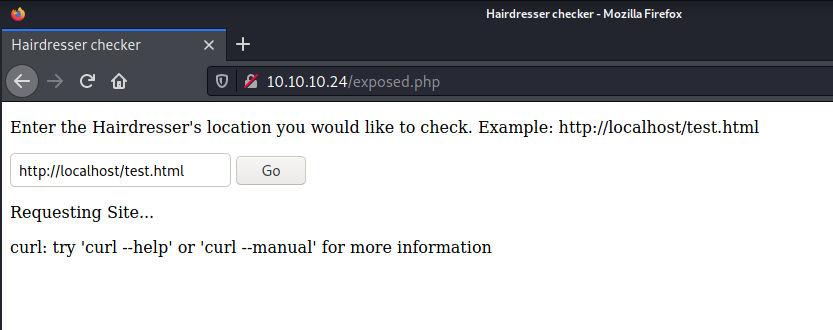 Hairdresser checker - Mozilla Firefox
Hairdresser checker
10.10.10.24/exposed.php
Enter the Hairdresser's location you would like to check. Example: http://localhost/test.html
http://localhost/test.html Go
Requesting Site...
curl: try 'curl --help' or 'curl --manual' for more information